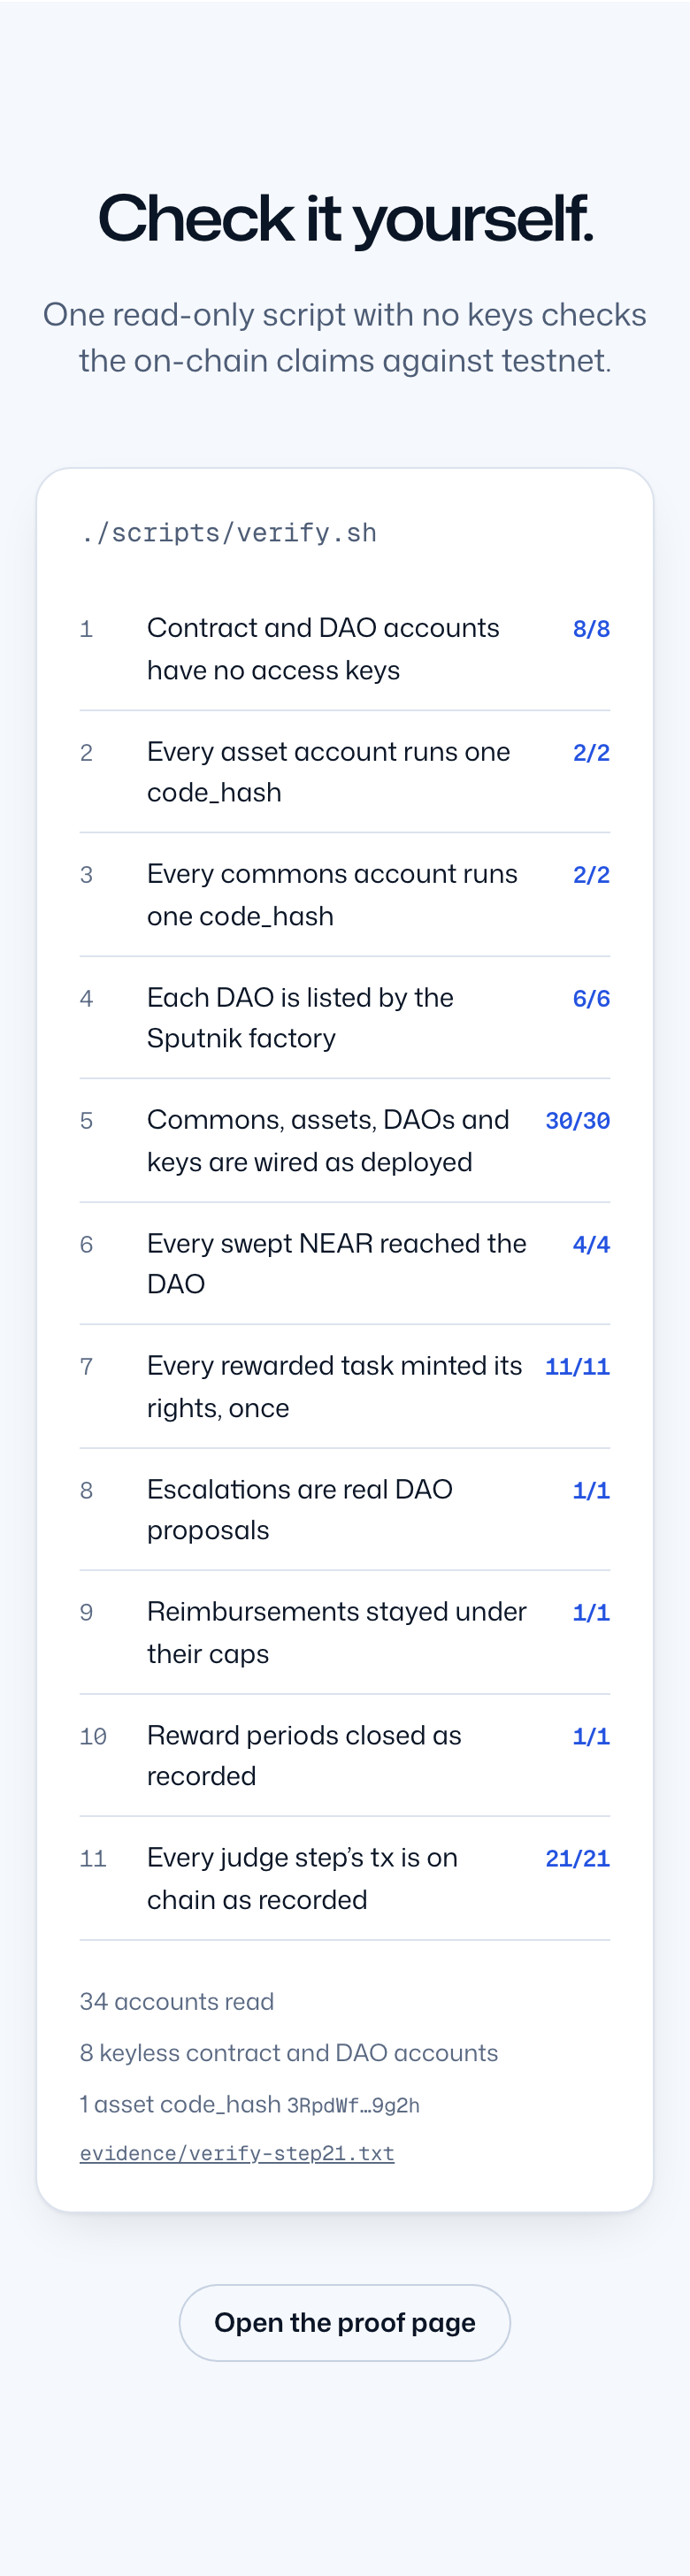 Check it yourself.
One read-only script with no keys checks
the on-chain claims against testnet.
./scripts/verify.sh
1 Contract and DAO accounts 8/8
have no access keys
2 Every asset account runs one 2/2
code_hash
3 Every commons account runs 2/2
one code_hash
4 Each DAO is listed by the 6/6
Sputnik factory
5 Commons, assets, DAOs and 30/30
keys are wired as deployed
6 Every swept NEAR reached the 4/4
DAO
7 Every rewarded task minted its 11/11
rights, once
8 Escalations are real DAO 1/1
proposals
9 Reimbursements stayed under 1/1
their caps
10 Reward periods closed as 1/1
recorded
11 Every judge step’s tx is on 21/21
chain as recorded
34 accounts read
8 keyless contract and DAO accounts
1 asset code_hash 3RpdWf…9g2h
evidence/verify-step21.txt
Open the proof page